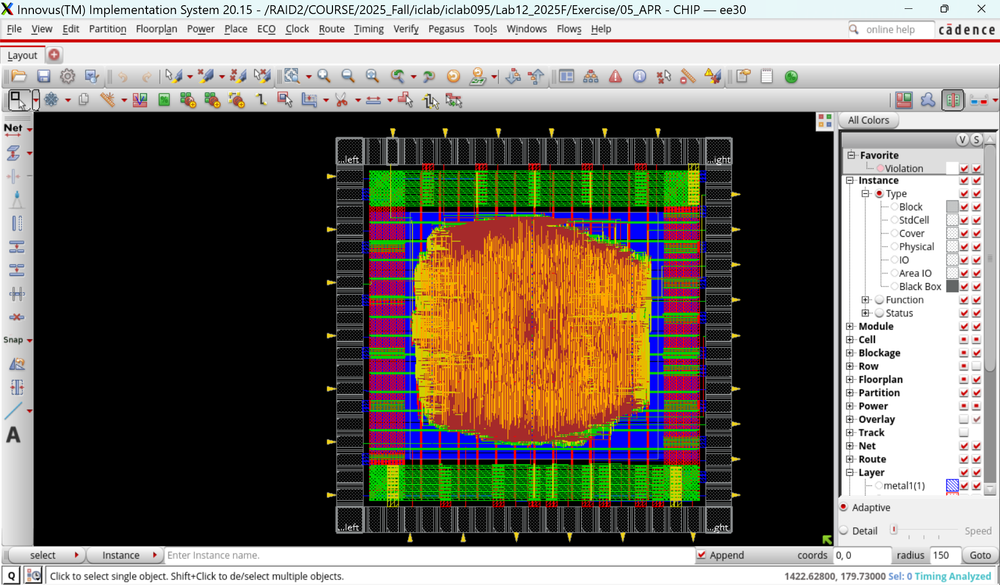 Innovus(TM) Implementation System 20.15 - /RAID2/COURSE/2025_Fall/iclab/iclab095/Lab12_2025F/Exercise/05_APR - CHIP — ee30
File View Edit Partition Floorplan Power Place ECO Clock Route Timing Verify Pegasus Tools Windows Flows Help
online help
cādence
Layout
Net
Snap
A
...left
...ight
...left
...ght
All Colors
V S
Favorite
Violation
Instance
Type
Block
StdCell
Cover
Physical
IO
Area IO
Black Box
Function
Status
Module
Cell
Blockage
Row
Floorplan
Partition
Power
Overlay
Track
Net
Route
Layer
metal1(1)
Adaptive
Detail
Speed
select Instance Enter Instance name. Append coords 0, 0 radius 150 Goto
Q Click to select single object. Shift+Click to de/select multiple objects. 1422.62800, 179.73000 Sel: 0 Timing Analyzed